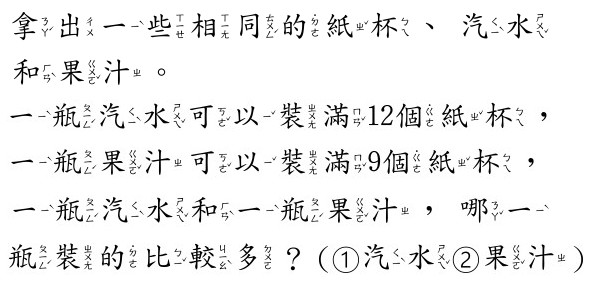 拿出一些相同的紙杯、汽水
和果汁。
一瓶汽水可以裝滿12個紙杯，
一瓶果汁可以裝滿9個紙杯，
一瓶汽水和一瓶果汁，哪一
瓶裝的比較多？(①汽水②果汁)